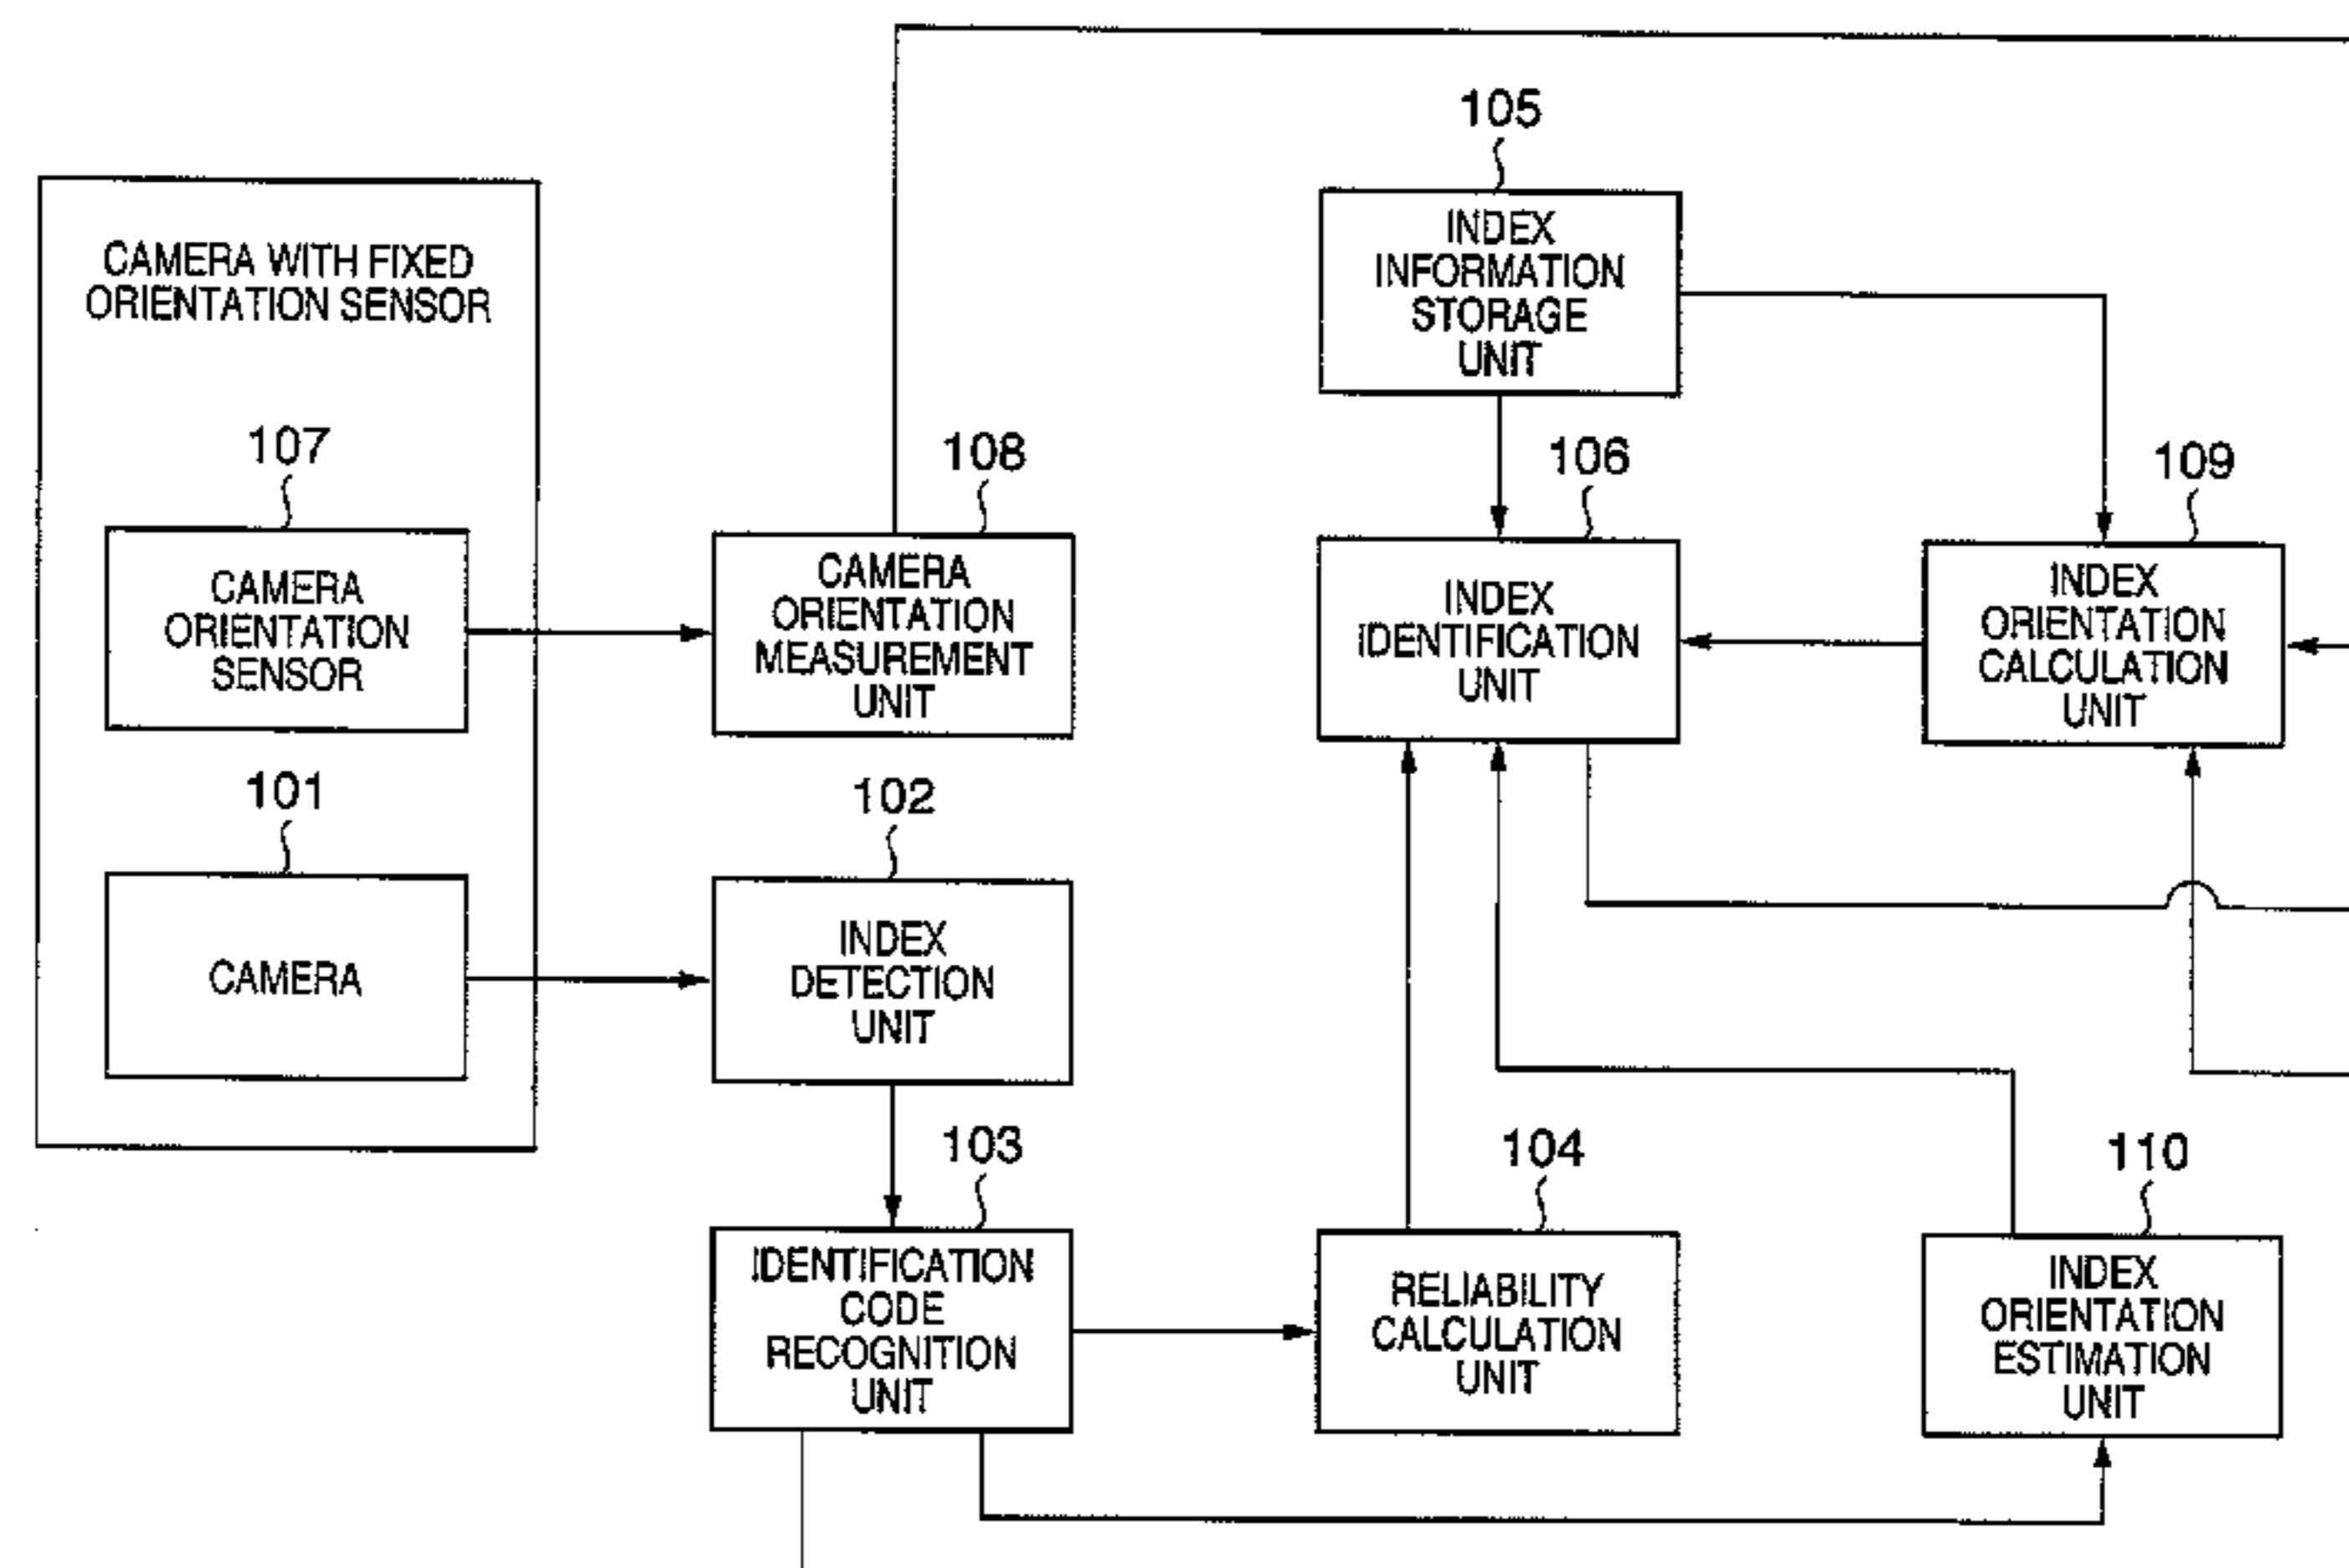 105
INDEX
INFORMATION
STORAGE
UNIT
CAMERA WITH FIXED
ORIENTATION SENSOR
107
CAMERA
ORIENTATION
SENSOR
108
CAMERA
ORIENTATION
MEASUREMENT
UNIT
106
INDEX
IDENTIFICATION
UNIT
109
INDEX
ORIENTATION
CALCULATION
UNIT
101
CAMERA
102
INDEX
DETECTION
UNIT
103
IDENTIFICATION
CODE
RECOGNITION
UNIT
104
RELIABILITY
CALCULATION
UNIT
110
INDEX
ORIENTATION
ESTIMATION
UNIT